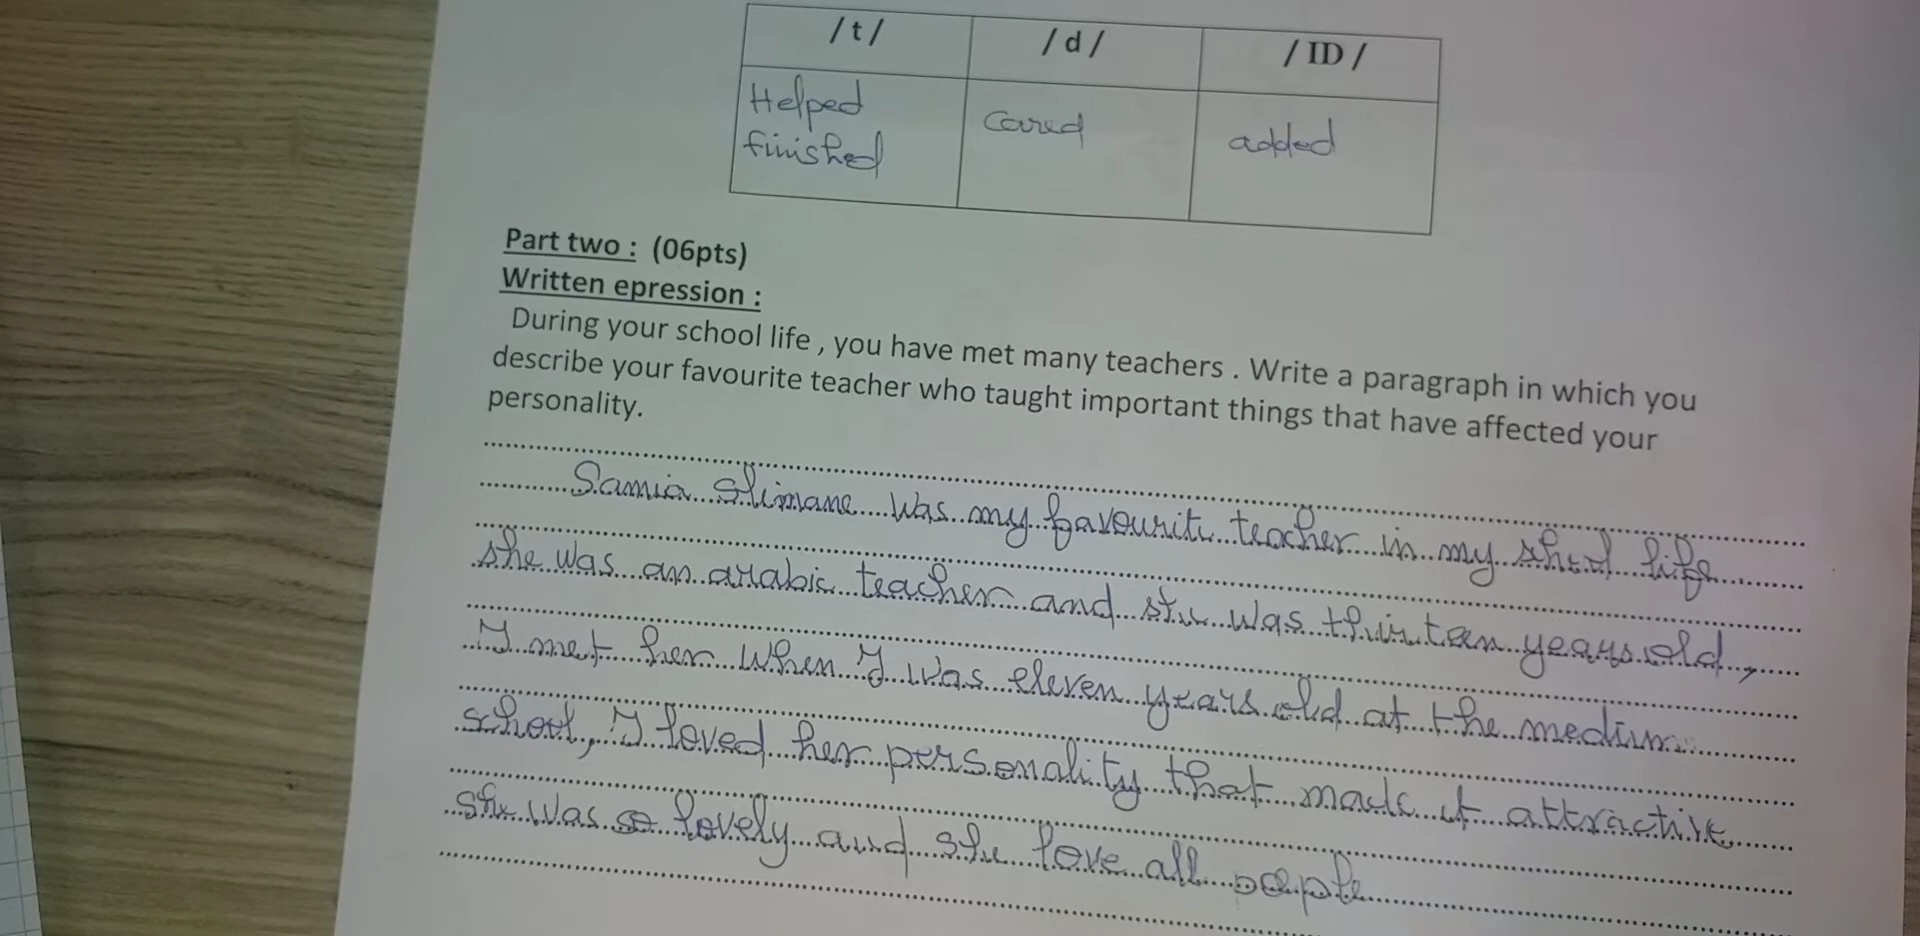 / t / / d / / ID /
Helped cared added
finished
Part two : (06pts)
Written epression :
During your school life , you have met many teachers . Write a paragraph in which you
describe your favourite teacher who taught important things that have affected your
personality.
Samia Slimane was my favourite teacher in my life
she was an arabic teacher and she was years old ,
I met her when I was eleven years old at the medium
school, I loved her personality that made it attractive
she was so lovely and she love all